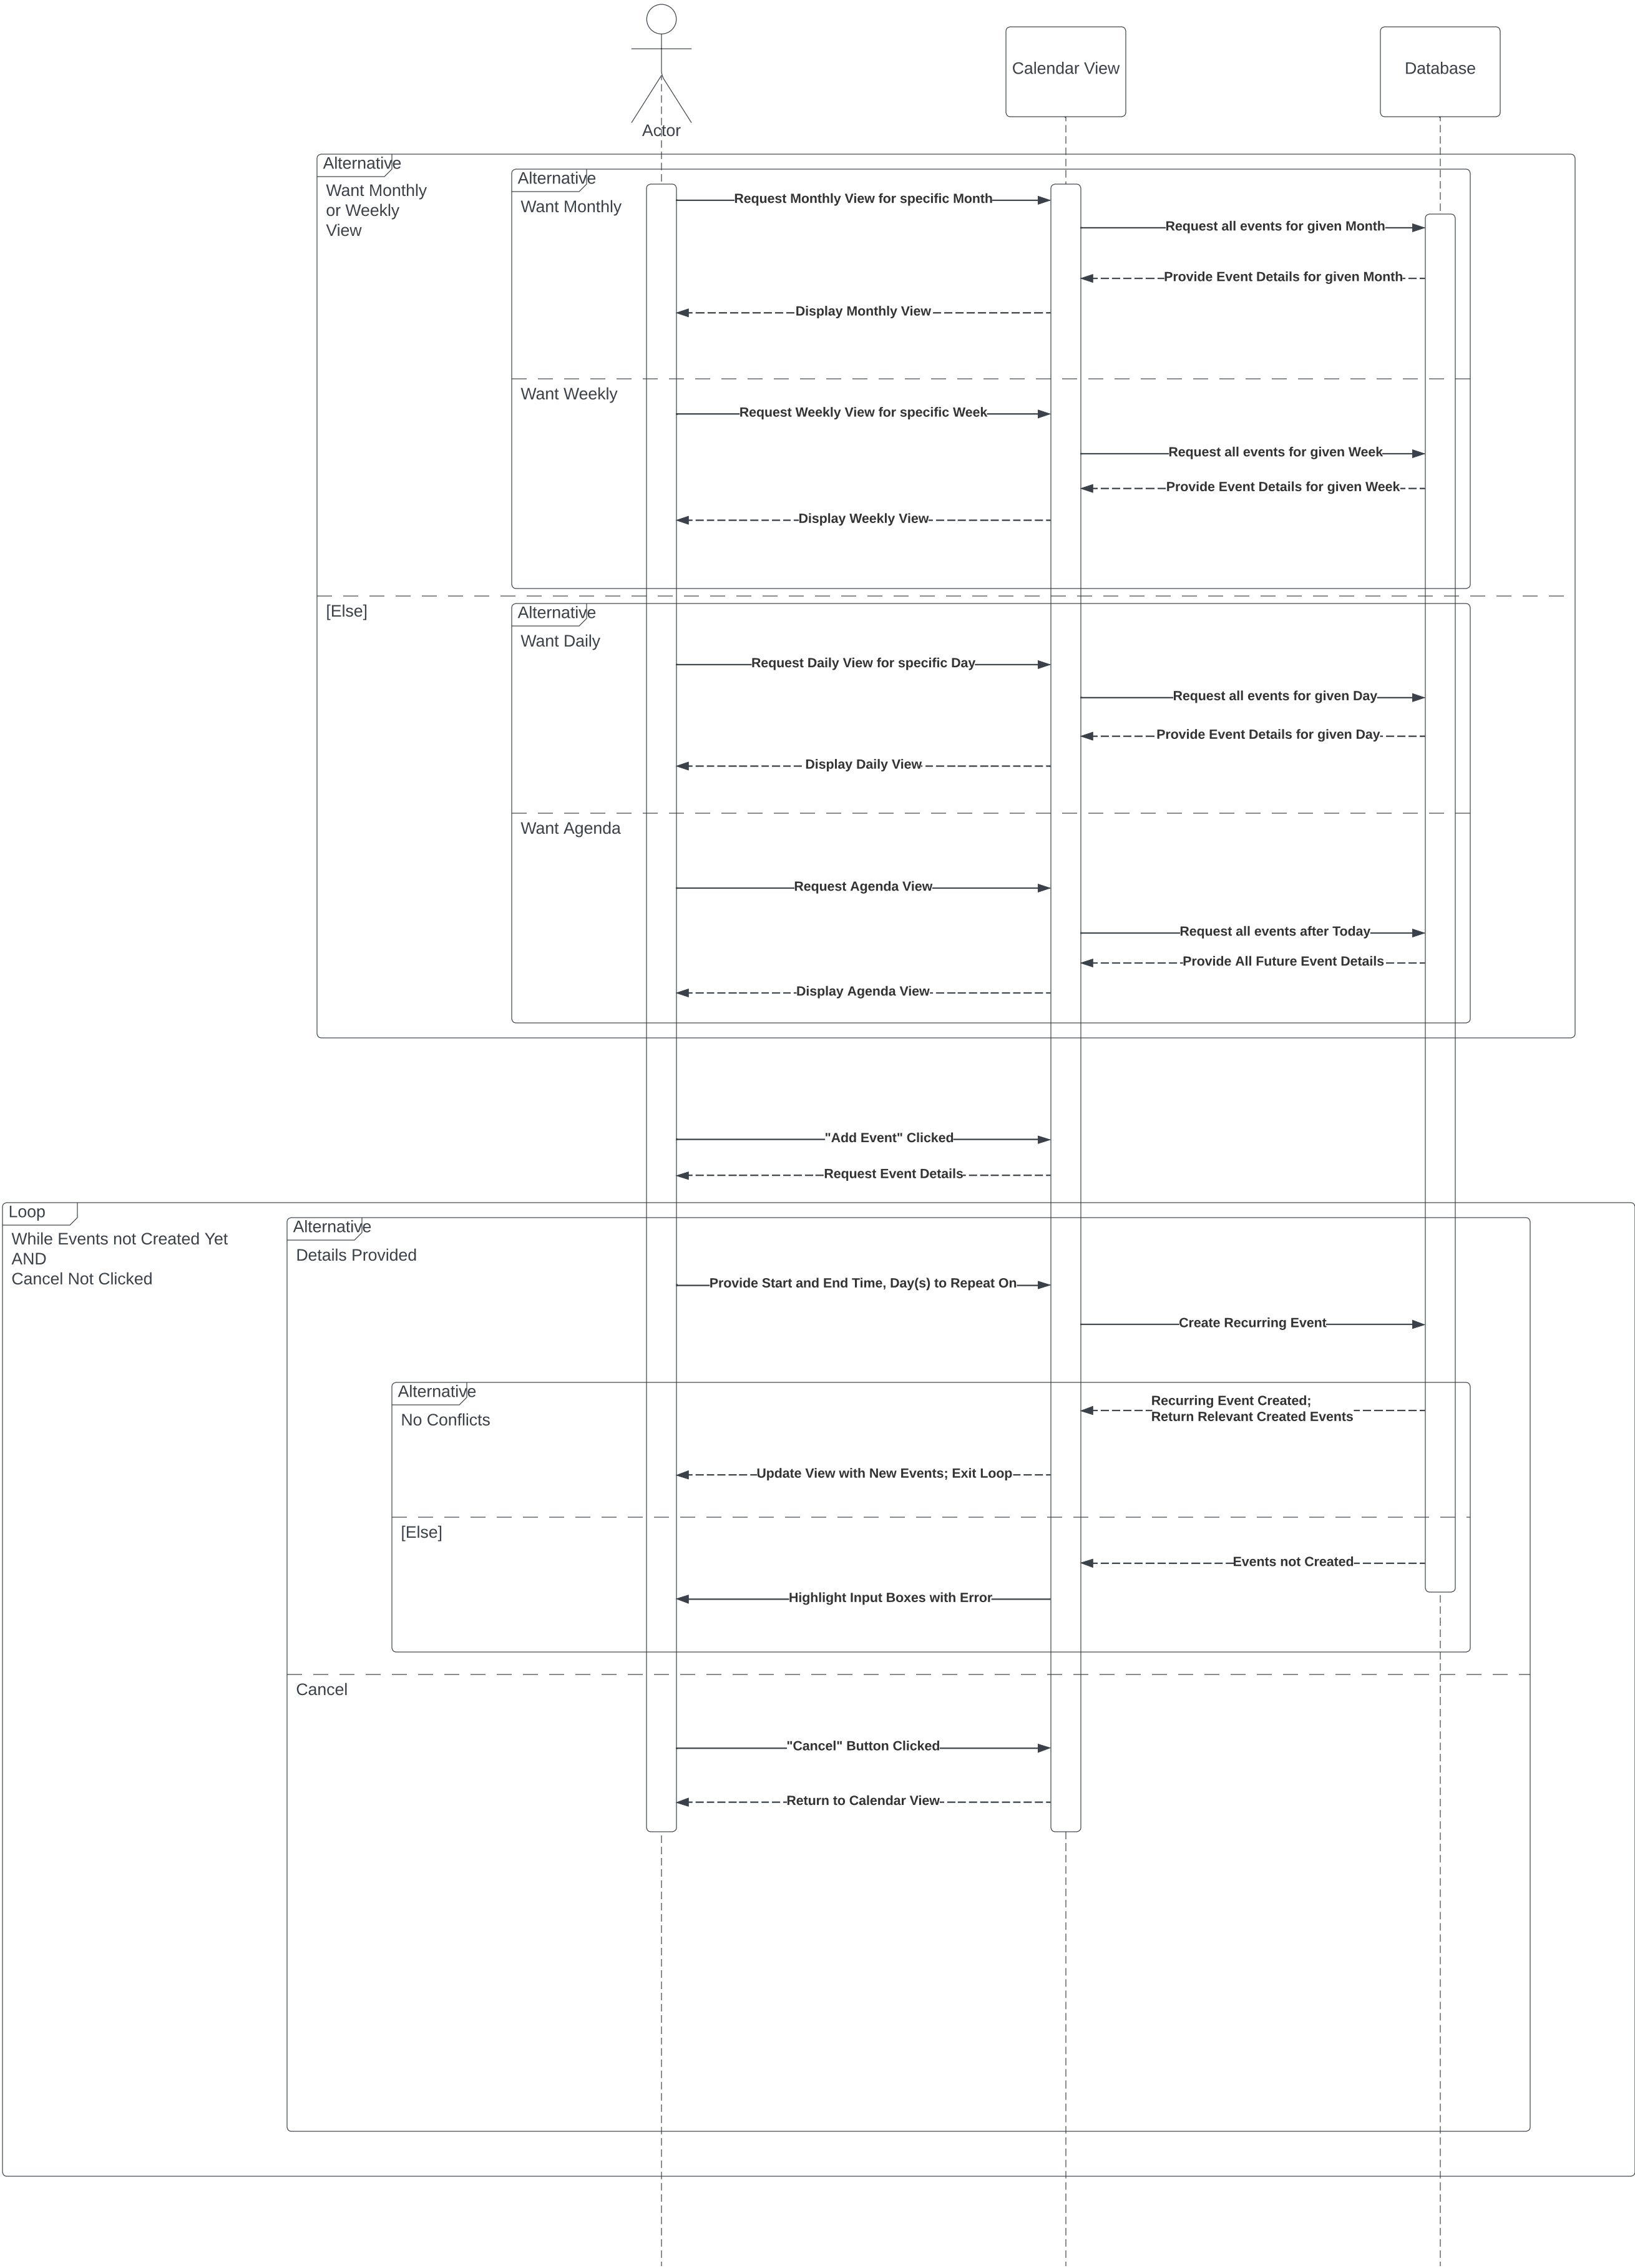 Actor
Calendar View
Database
Alternative
Want Monthly
or Weekly
View
Alternative
Want Monthly
Request Monthly View for specific Month
Request all events for given Month
Provide Event Details for given Month
Display Monthly View
Want Weekly
Request Weekly View for specific Week
Request all events for given Week
Provide Event Details for given Week
Display Weekly View
[Else]
Alternative
Want Daily
Request Daily View for specific Day
Request all events for given Day
Provide Event Details for given Day
Display Daily View
Want Agenda
Request Agenda View
Request all events after Today
Provide All Future Event Details
Display Agenda View
"Add Event" Clicked
Request Event Details
Loop
While Events not Created Yet
AND
Cancel Not Clicked
Alternative
Details Provided
Provide Start and End Time, Day(s) to Repeat On
Create Recurring Event
Alternative
No Conflicts
Recurring Event Created;
Return Relevant Created Events
Update View with New Events; Exit Loop
[Else]
Events not Created
Highlight Input Boxes with Error
Cancel
"Cancel" Button Clicked
Return to Calendar View